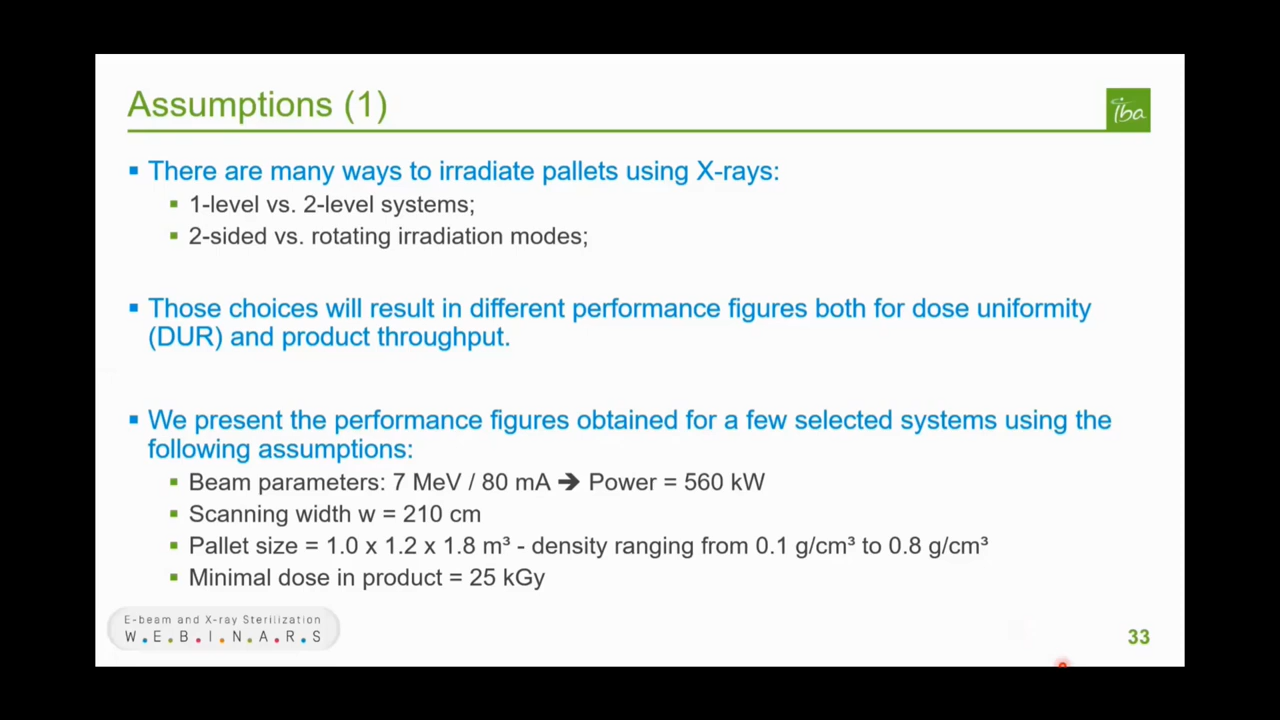 Assumptions (1)
iba
▪ There are many ways to irradiate pallets using X-rays:
▪ 1-level vs. 2-level systems;
▪ 2-sided vs. rotating irradiation modes;
▪ Those choices will result in different performance figures both for dose uniformity
(DUR) and product throughput.
▪ We present the performance figures obtained for a few selected systems using the
following assumptions:
▪ Beam parameters: 7 MeV / 80 mA ➔ Power = 560 kW
▪ Scanning width w = 210 cm
▪ Pallet size = 1.0 x 1.2 x 1.8 m³ - density ranging from 0.1 g/cm³ to 0.8 g/cm³
▪ Minimal dose in product = 25 kGy
E-beam and X-ray Sterilization
W.E.B.I.N.A.R.S
33